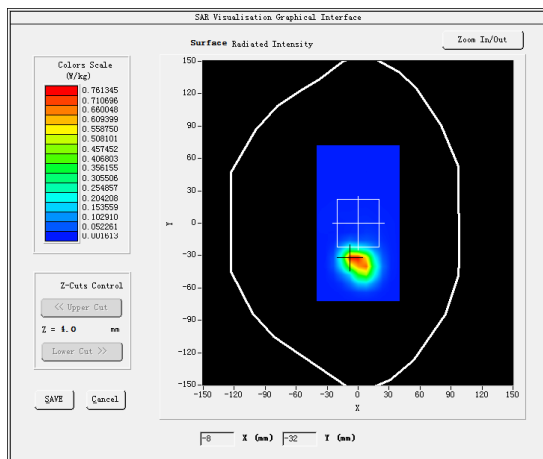 SAR Visualisation Graphical Interface
Surface Radiated Intensity
Zoom In/Out
Colors Scale
(W/kg)
0.761345
0.710696
0.660048
0.609399
0.558750
0.508101
0.457452
0.406803
0.356155
0.305506
0.254857
0.204208
0.153559
0.102910
0.052261
0.001613
Z-Cuts Control
<< Upper Cut
Z = 4.0 mm
Lower Cut >>
SAVE Cancel
150
120
90
60
30
0
-30
-60
-90
-120
-150
Y
-150 -120 -90 -60 -30 0 30 60 90 120 150
X
-8 X (mm) -32 Y (mm)